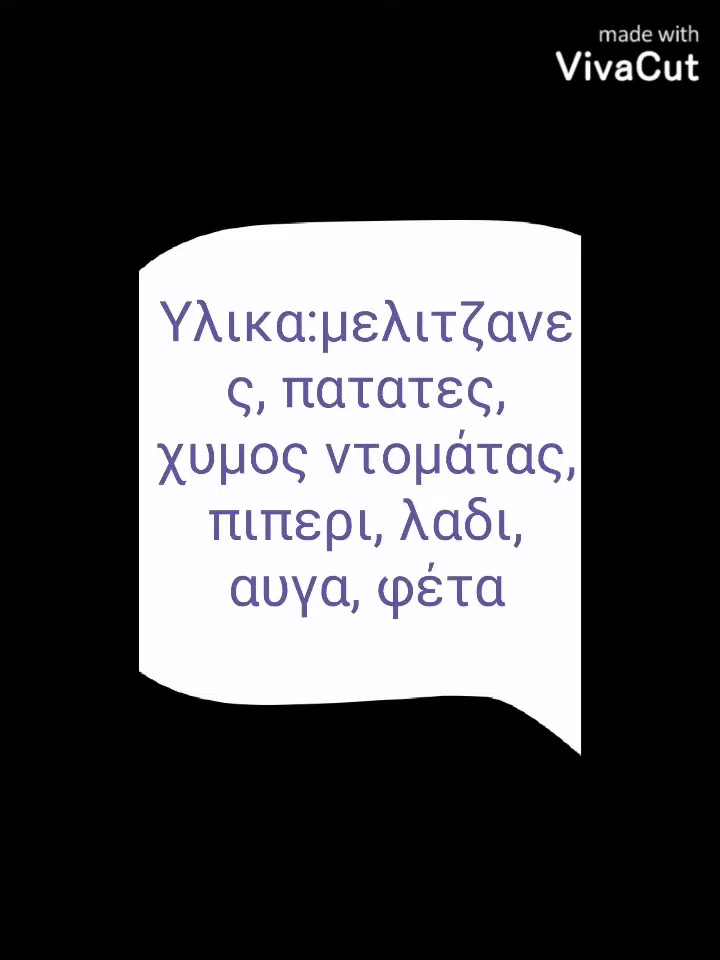 made with
VivaCut
Υλικα:μελιτζανε
ς, πατατες,
χυμος ντομάτας,
πιπερι, λαδι,
αυγα, φέτα